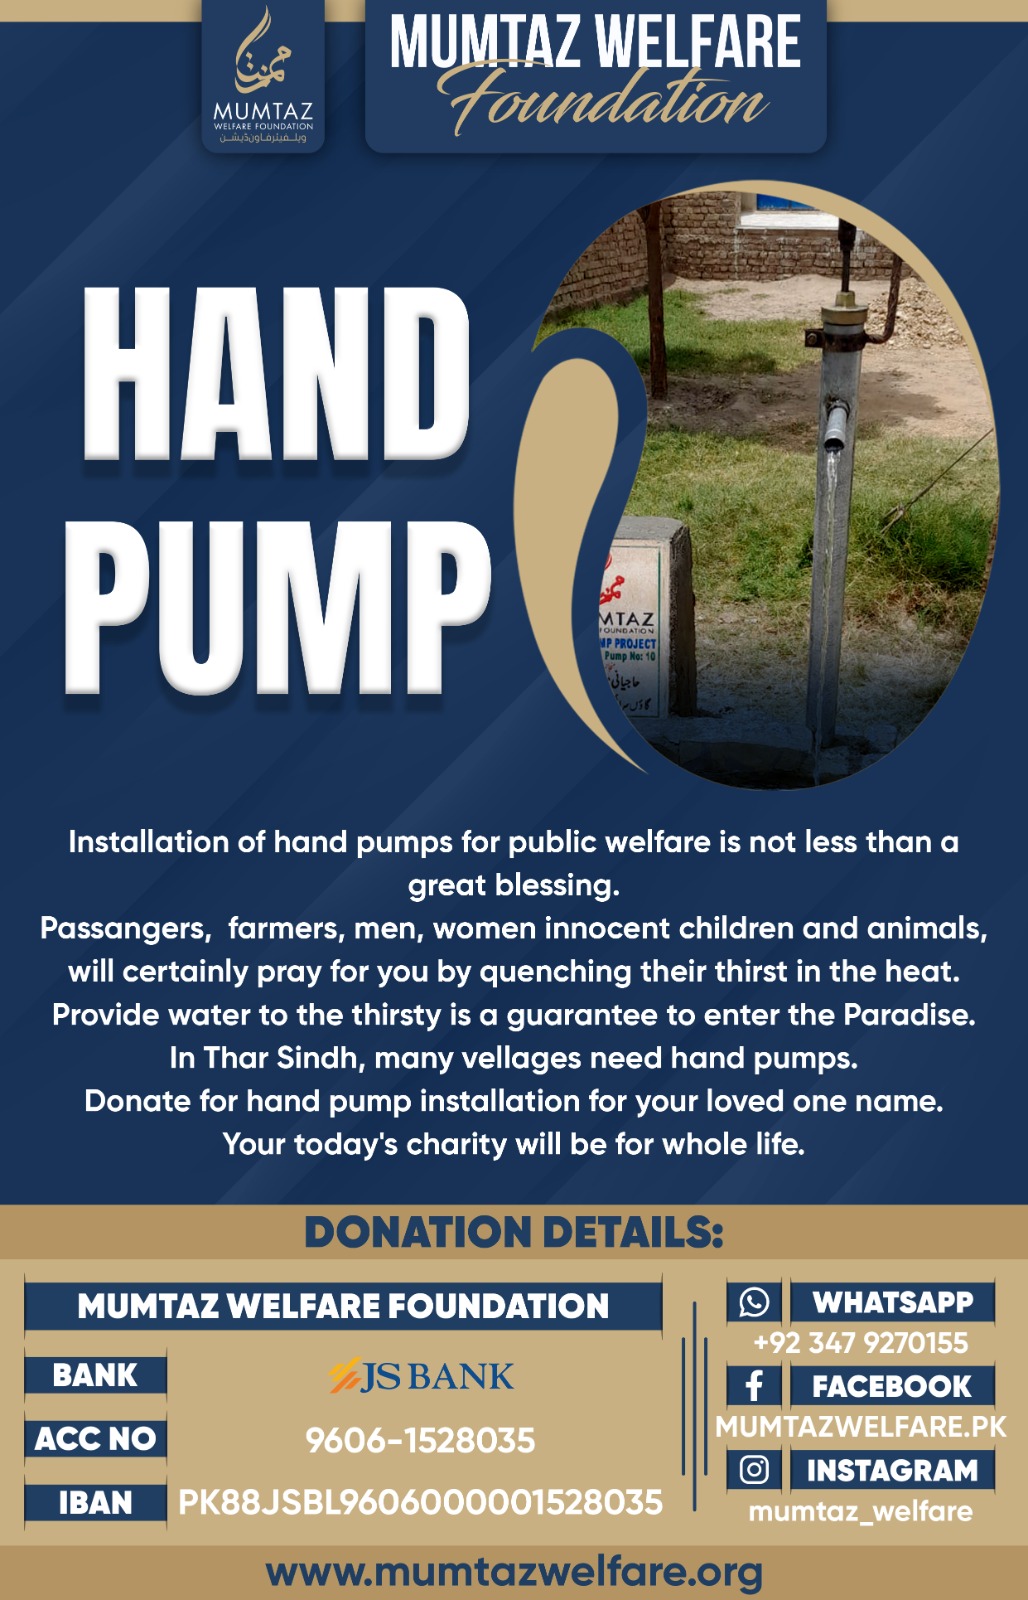 ممتاز
MUMTAZ
WELFARE FOUNDATION
ویلفیئرفاونڈیشن
MUMTAZ WELFARE
Foundation
HAND
PUMP
MTAZ
FOUNDATION
MP PROJECT
Pump No: 10
حاجیانی
Installation of hand pumps for public welfare is not less than a
great blessing.
Passangers,  farmers, men, women innocent children and animals,
will certainly pray for you by quenching their thirst in the heat.
Provide water to the thirsty is a guarantee to enter the Paradise.
In Thar Sindh, many vellages need hand pumps.
Donate for hand pump installation for your loved one name.
Your today's charity will be for whole life.
DONATION DETAILS:
MUMTAZ WELFARE FOUNDATION
BANK JS BANK
ACC NO 9606-1528035
IBAN PK88JSBL9606000001528035
WHATSAPP
+92 347 9270155
FACEBOOK
MUMTAZWELFARE.PK
INSTAGRAM
mumtaz_welfare
www.mumtazwelfare.org